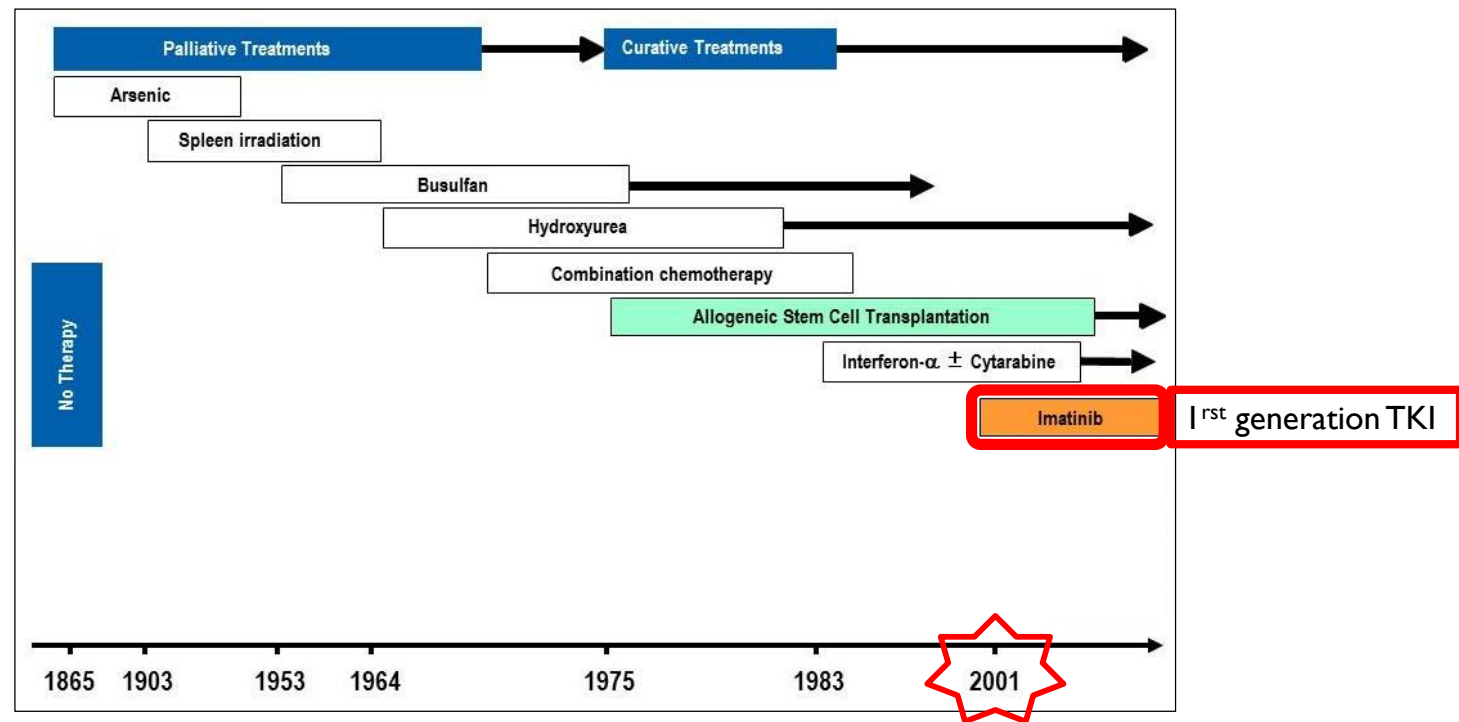 Palliative Treatments
Curative Treatments
Arsenic
Spleen irradiation
Busulfan
Hydroxyurea
Combination chemotherapy
Allogeneic Stem Cell Transplantation
Interferon-α ± Cytarabine
Imatinib
1rst generation TKI
No Therapy
1865 1903 1953 1964 1975 1983 2001